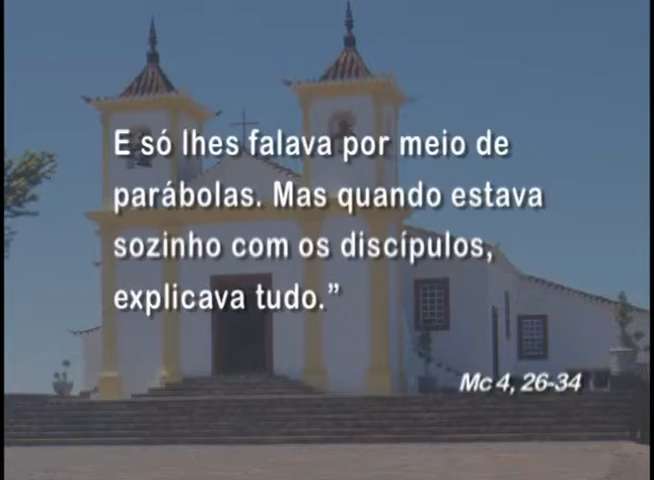 E só lhes falava por meio de
parábolas. Mas quando estava
sozinho com os discípulos,
explicava tudo.”
Mc 4, 26-34